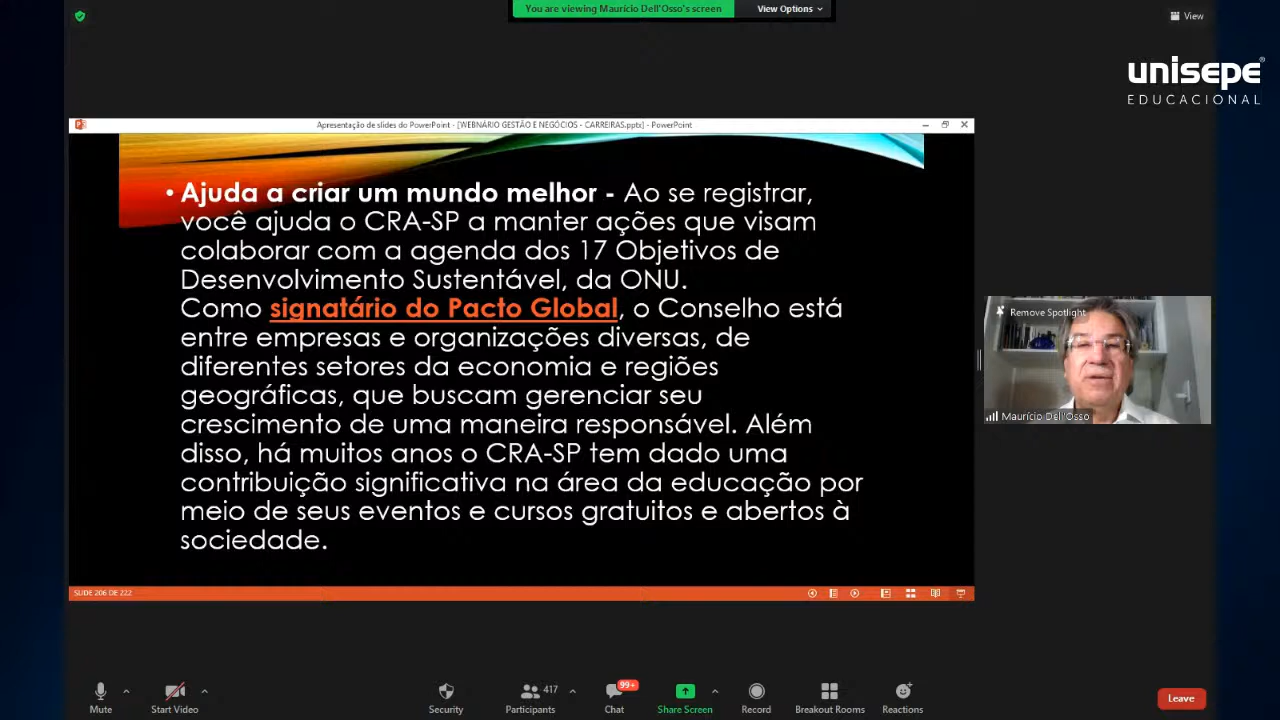 You are viewing Maurício Dell'Osso's screen
View Options
View
unisepe
EDUCACIONAL
Apresentação de slides do PowerPoint - [WEBNÁRIO GESTÃO E NEGÓCIOS - CARREIRAS.pptx] - PowerPoint
• Ajuda a criar um mundo melhor - Ao se registrar,
você ajuda o CRA-SP a manter ações que visam
colaborar com a agenda dos 17 Objetivos de
Desenvolvimento Sustentável, da ONU.
Como signatário do Pacto Global, o Conselho está
entre empresas e organizações diversas, de
diferentes setores da economia e regiões
geográficas, que buscam gerenciar seu
crescimento de uma maneira responsável. Além
disso, há muitos anos o CRA-SP tem dado uma
contribuição significativa na área da educação por
meio de seus eventos e cursos gratuitos e abertos à
sociedade.
Remove Spotlight
Maurício Dell'Osso
SLIDE 206 DE 222
Mute
Start Video
Security
417
Participants
99+
Chat
Share Screen
Record
Breakout Rooms
Reactions
Leave